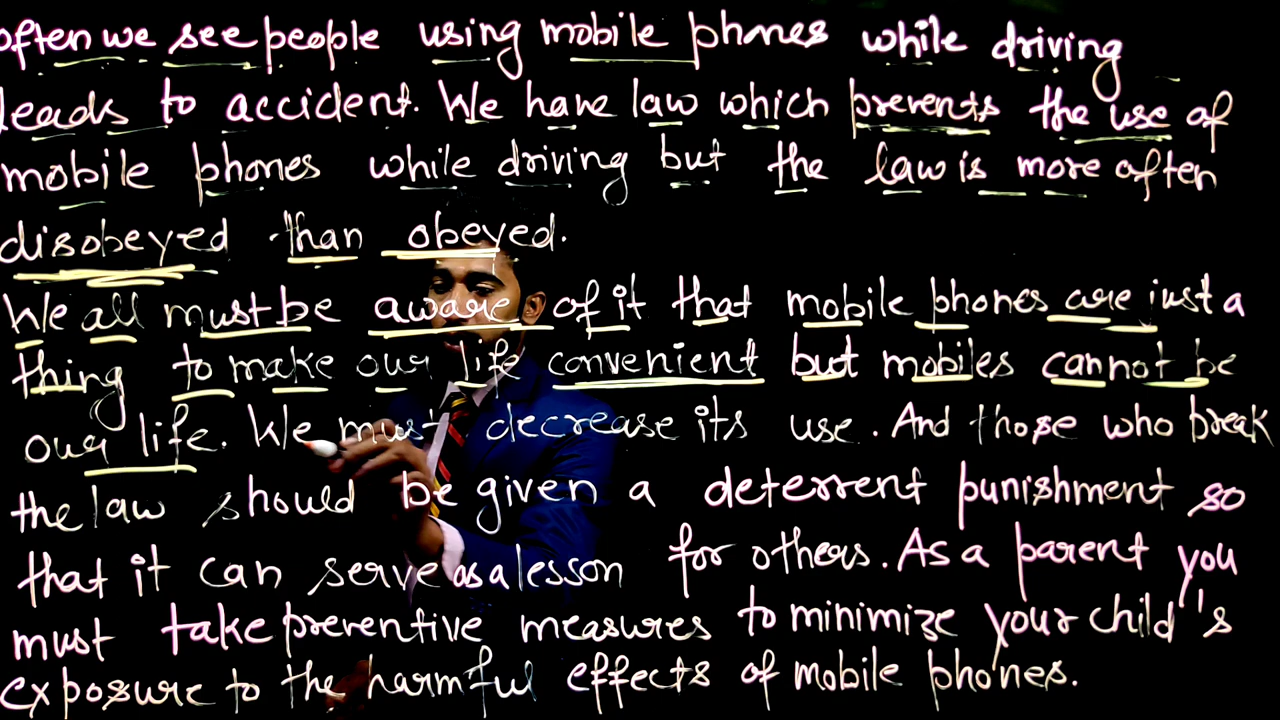 often we see people using mobile phones while driving
leads to accident. We have law which prevents the use of
mobile phones while driving but the law is more often
disobeyed than obeyed.
We all must be aware of it that mobile phones are just a
thing to make our life convenient but mobiles cannot be
our life. We must decrease its use. And those who break
the law should be given a deterrent punishment so
that it can serve as a lesson for others. As a parent you
must take preventive measures to minimize your child's
exposure to the harmful effects of mobile phones.